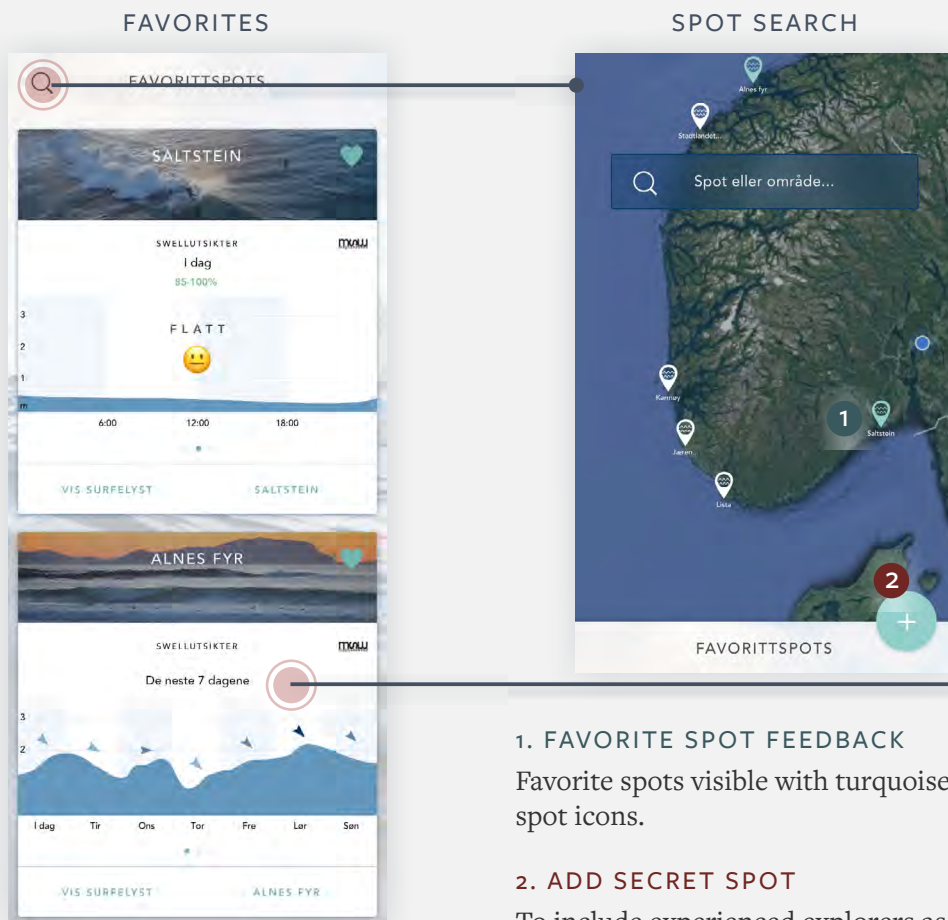 FAVORITES
FAVORITTSPOTS
SALTSTEIN
SWELLUTSIKTER
I dag
85-100%
FLATT
3
2
1
m
6:00 12:00 18:00
VIS SURFELYST SALTSTEIN
ALNES FYR
SWELLUTSIKTER
De neste 7 dagene
3
2
I dag Tir Ons Tor Fre Lør Søn
VIS SURFELYST ALNES FYR
SPOT SEARCH
Alnes fyr
Stadtlandet...
Spot eller område...
Karmøy
1
Saltstein
Jæren
Lista
2
+
FAVORITTSPOTS
1. FAVORITE SPOT FEEDBACK
Favorite spots visible with turquoise
spot icons.
2. ADD SECRET SPOT